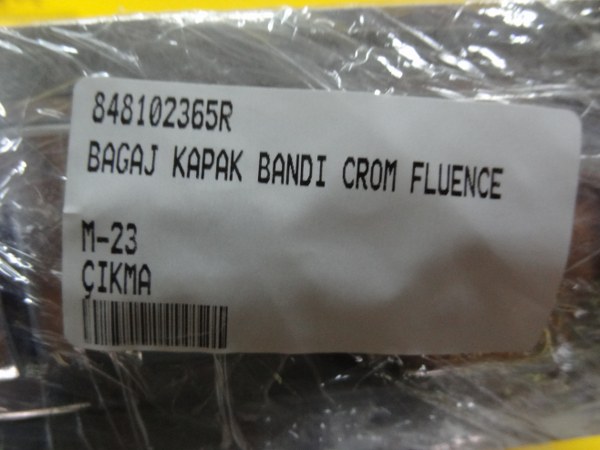 848102365R
BAGAJ KAPAK BANDI CROM FLUENCE
M-23
ÇIKMA